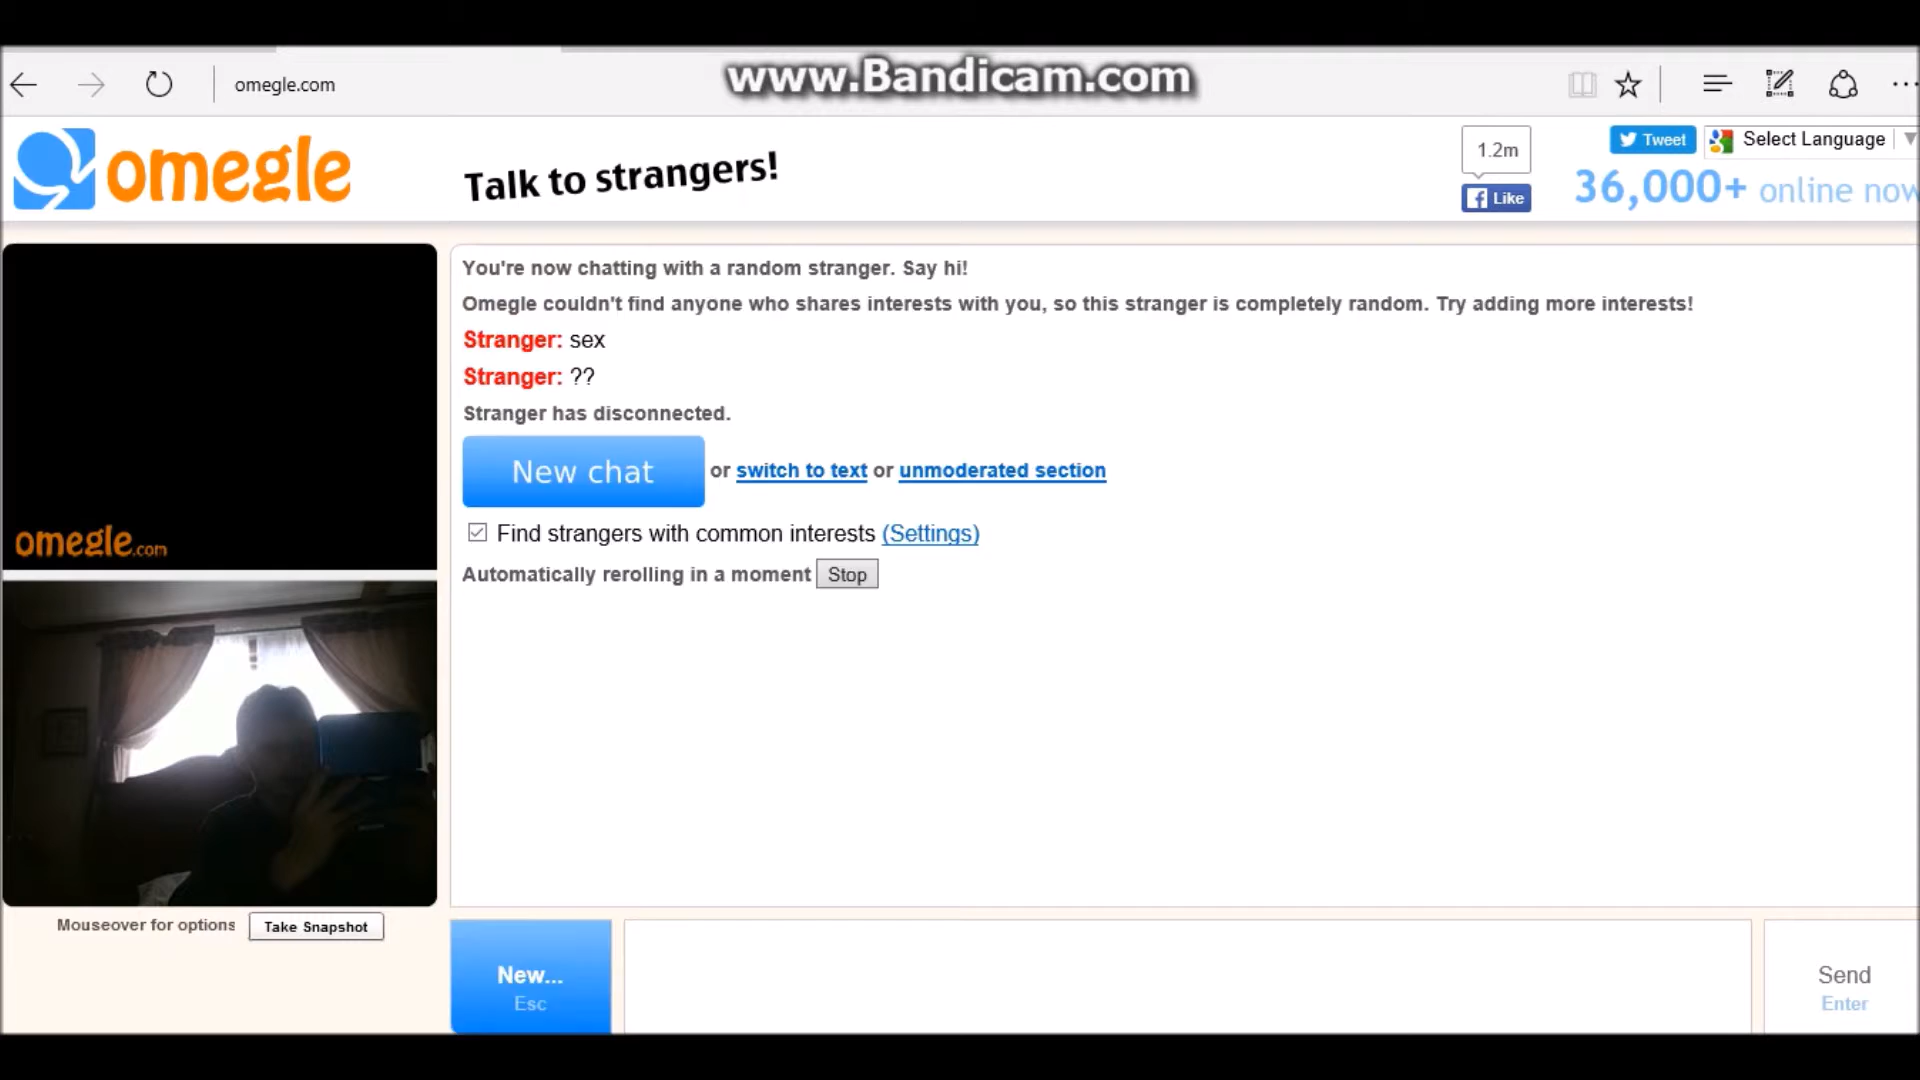 www.Bandicam.com
omegle.com
omegle
Talk to strangers!
1.2m
Like
Tweet
Select Language
36,000+ online now
You're now chatting with a random stranger. Say hi!
Omegle couldn't find anyone who shares interests with you, so this stranger is completely random. Try adding more interests!
Stranger: sex
Stranger: ??
Stranger has disconnected.
New chat or switch to text or unmoderated section
Find strangers with common interests (Settings)
Automatically rerolling in a moment Stop
omegle.com
Mouseover for options Take Snapshot
New...
Esc
Send
Enter